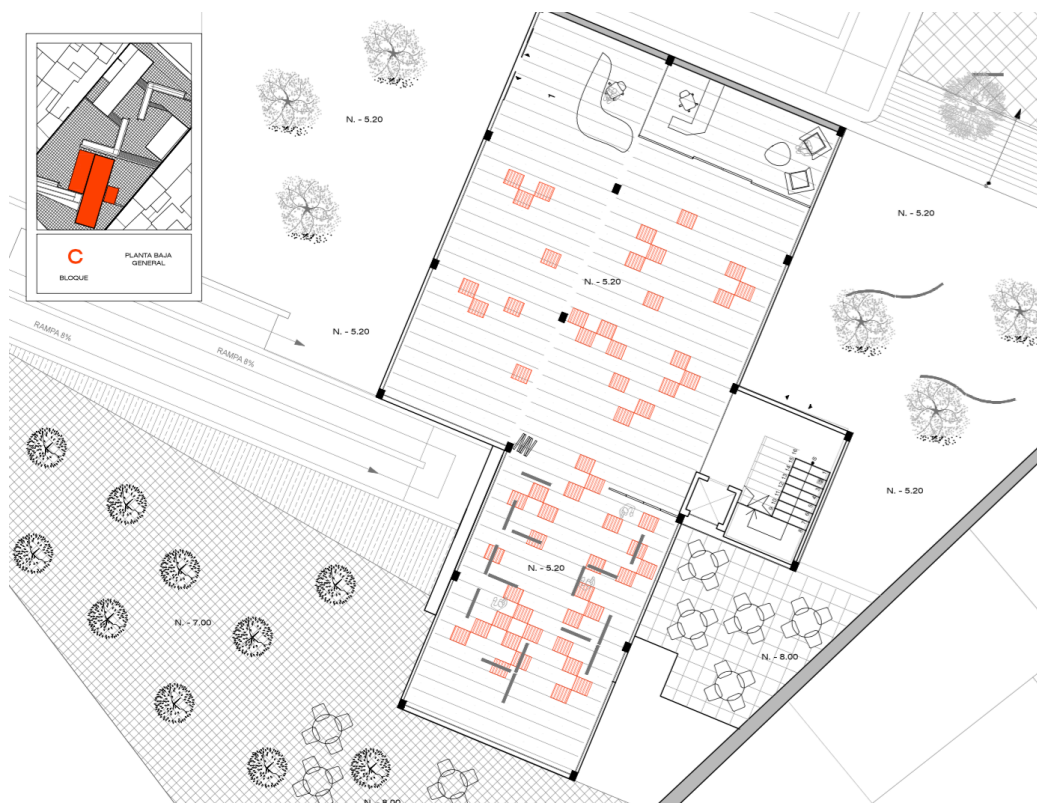 C
BLOQUE
PLANTA BAJA
GENERAL
N. - 5.20
1
N. - 5.20
N. - 5.20
N. - 5.20
RAMPA 8%
RAMPA 8%
N. - 5.20
N. - 5.20
N. - 7.00
N. - 8.00
N. - 8.00